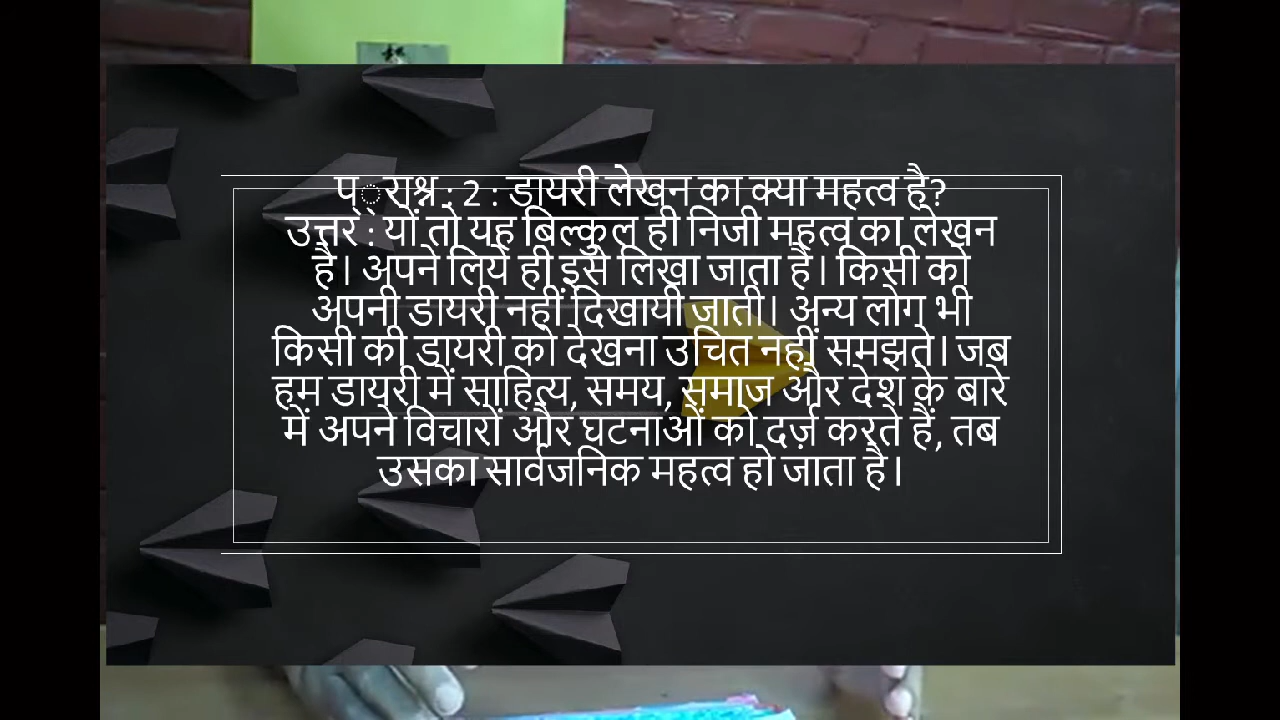 प््राश्न : 2 : डायरी लेखन का क्या महत्व है?
उत्तर : यों तो यह बिल्कुल ही निजी महत्व का लेखन
है। अपने लिये ही इसे लिखा जाता है। किसी को
अपनी डायरी नहीं दिखायी जाती। अन्य लोग भी
किसी की डायरी को देखना उचित नहीं समझते। जब
हम डायरी में साहित्य, समय, समाज और देश के बारे
में अपने विचारों और घटनाओं को दर्ज़ करते हैं, तब
उसका सार्वजनिक महत्व हो जाता है।